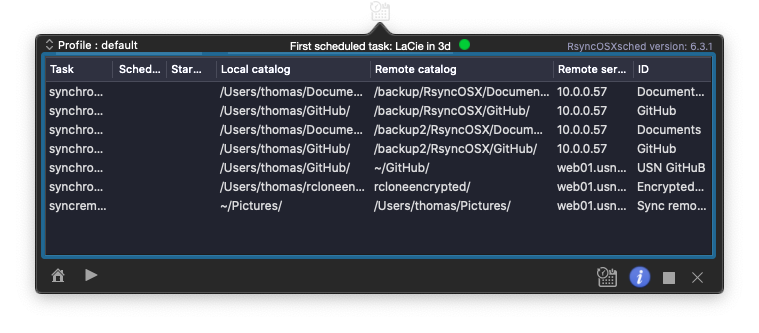 Profile : default First scheduled task: LaCie in 3d RsyncOSXsched version: 6.3.1
Task Sched... Star... Local catalog Remote catalog Remote ser... ID
synchro... /Users/thomas/Docume... /backup/RsyncOSX/Documen... 10.0.0.57 Document...
synchro... /Users/thomas/GitHub/ /backup/RsyncOSX/GitHub/ 10.0.0.57 GitHub
synchro... /Users/thomas/Docume... /backup2/RsyncOSX/Docum... 10.0.0.57 Documents
synchro... /Users/thomas/GitHub/ /backup2/RsyncOSX/GitHub/ 10.0.0.57 GitHub
synchro... /Users/thomas/GitHub/ ~/GitHub/ web01.usn... USN GitHuB
synchro... /Users/thomas/rcloneen... rcloneencrypted/ web01.usn... Encrypted...
syncrem... ~/Pictures/ /Users/thomas/Pictures/ web01.usn... Sync remo...